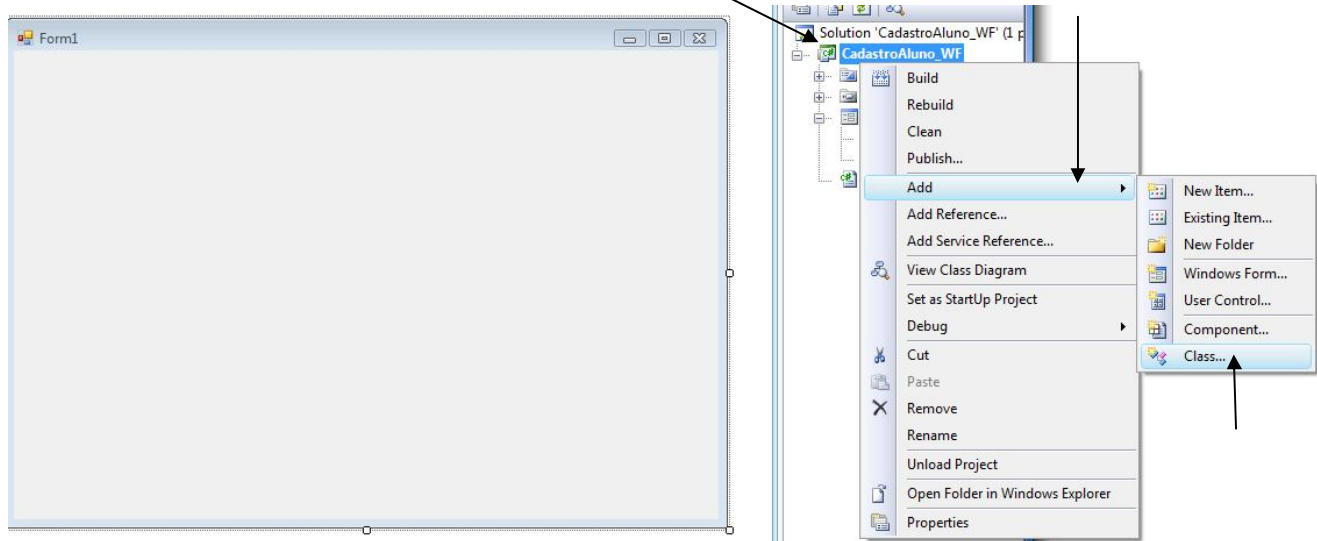 Form1
Solution 'CadastroAluno_WF' (1 p
CadastroAluno_WF
Build
Rebuild
Clean
Publish...
Add
Add Reference...
Add Service Reference...
View Class Diagram
Set as StartUp Project
Debug
Cut
Paste
Remove
Rename
Unload Project
Open Folder in Windows Explorer
Properties
New Item...
Existing Item...
New Folder
Windows Form...
User Control...
Component...
Class...